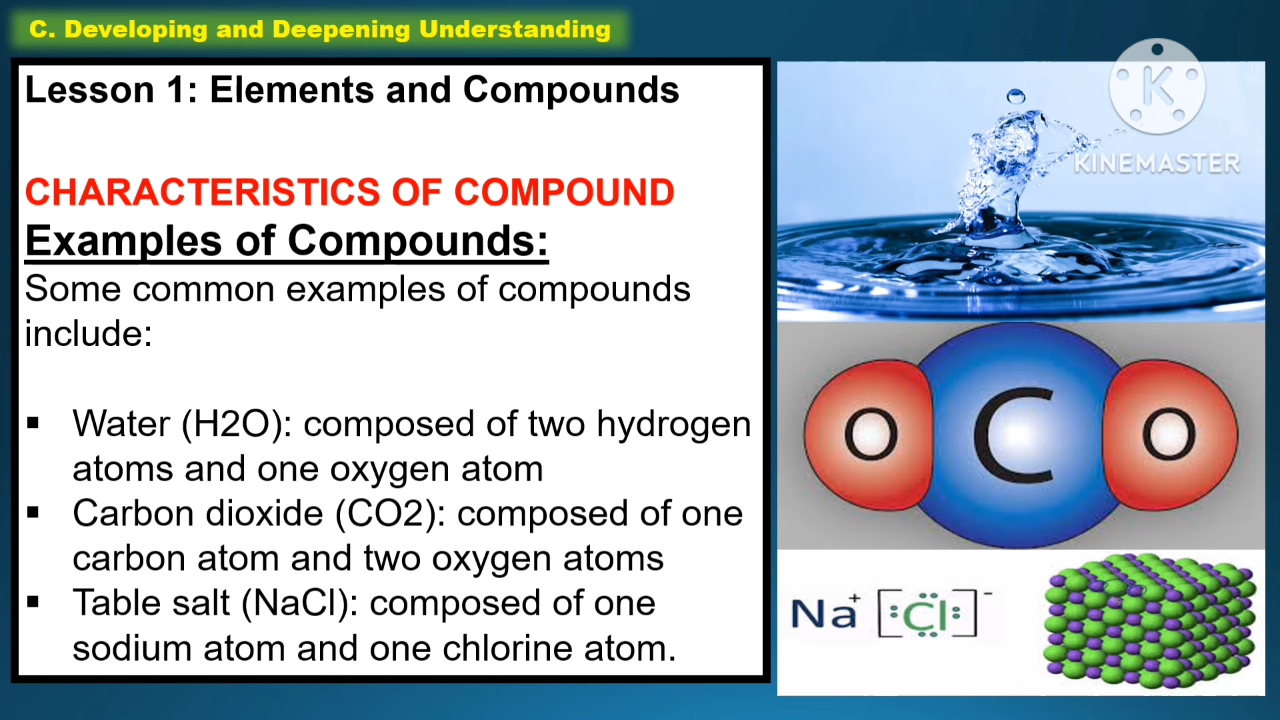 C. Developing and Deepening Understanding
Lesson 1: Elements and Compounds
CHARACTERISTICS OF COMPOUND
Examples of Compounds:
Some common examples of compounds
include:
▪ Water (H2O): composed of two hydrogen
atoms and one oxygen atom
▪ Carbon dioxide (CO2): composed of one
carbon atom and two oxygen atoms
▪ Table salt (NaCl): composed of one
sodium atom and one chlorine atom.
K
KINEMASTER
O C O
Na+ [:Cl:]-